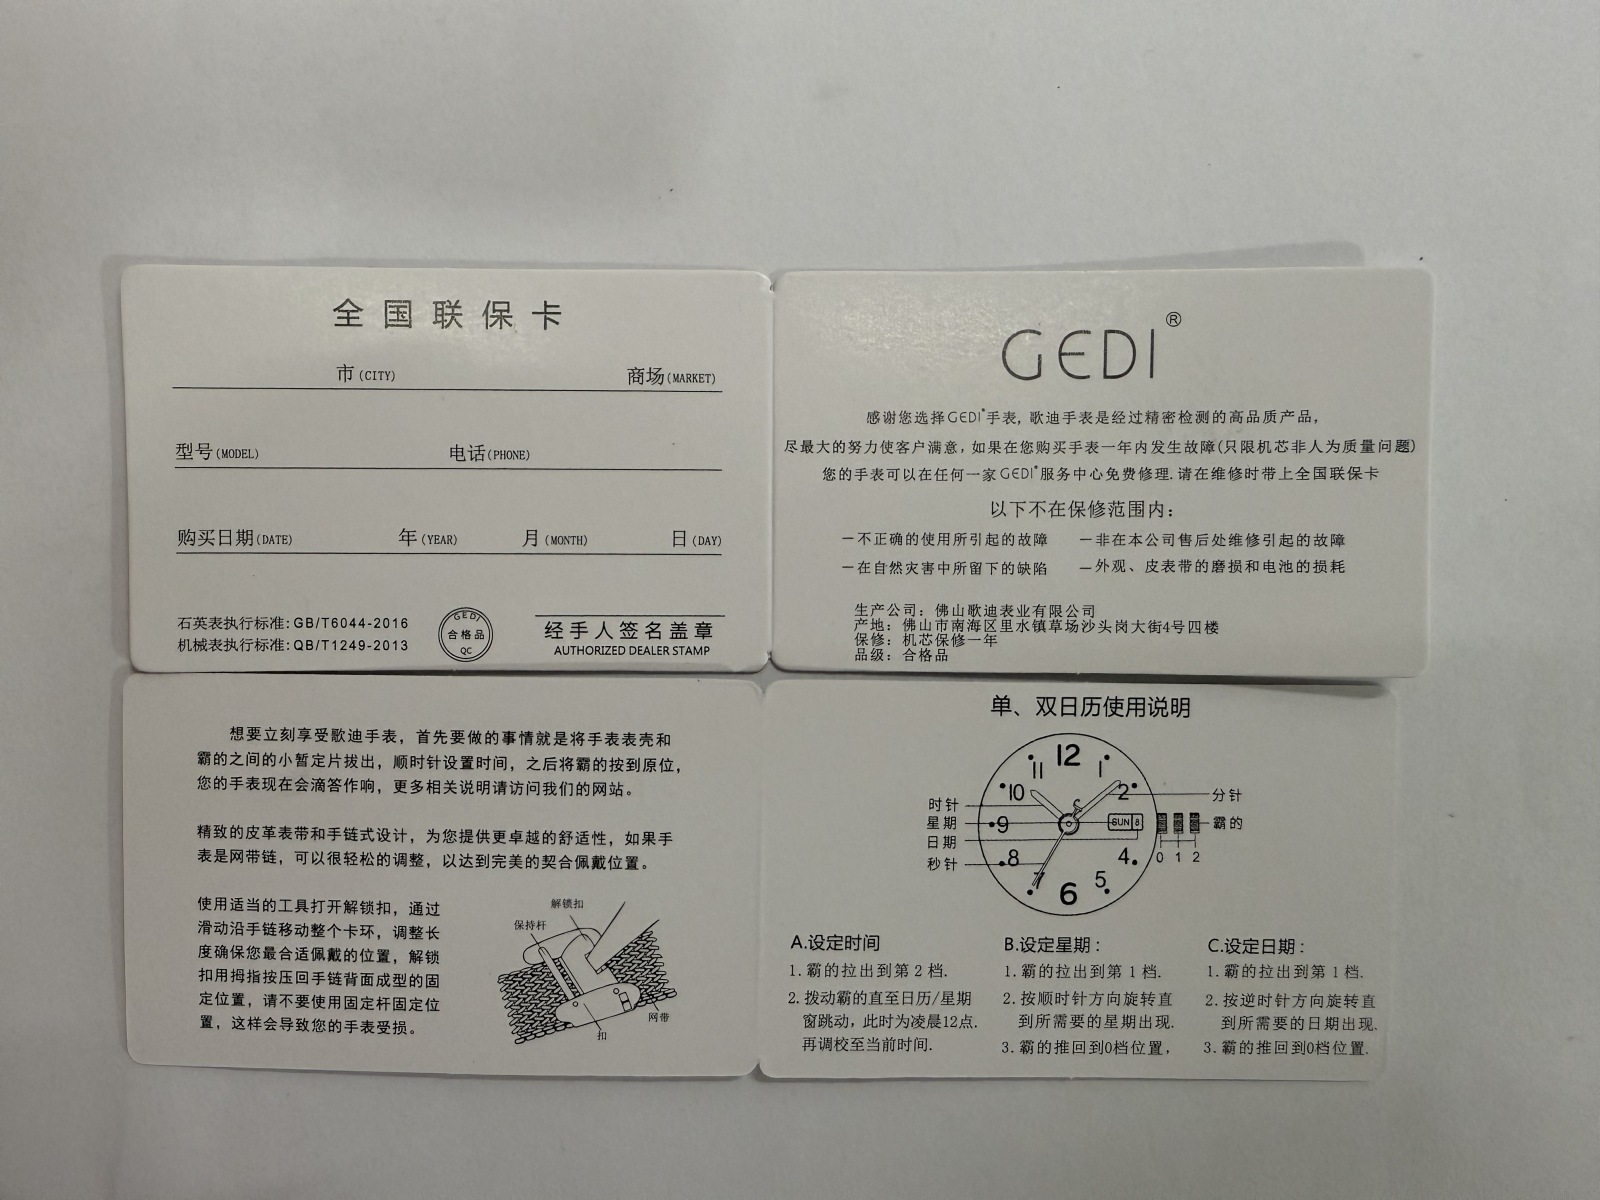 全国联保卡
市(CITY) 商场(MARKET)
型号(MODEL) 电话(PHONE)
购买日期(DATE) 年(YEAR) 月(MONTH) 日(DAY)
石英表执行标准:GB/T6044-2016
机械表执行标准:QB/T1249-2013
GEDI
合格品
QC
经手人签名盖章
AUTHORIZED DEALER STAMP
GEDI®
感谢您选择GEDI®手表, 歌迪手表是经过精密检测的高品质产品,
尽最大的努力使客户满意, 如果在您购买手表一年内发生故障(只限机芯非人为质量问题)
您的手表可以在任何一家GEDI®服务中心免费修理.请在维修时带上全国联保卡
以下不在保修范围内:
一不正确的使用所引起的故障 一非在本公司售后处维修引起的故障
一在自然灾害中所留下的缺陷 一外观、皮表带的磨损和电池的损耗
生产公司: 佛山歌迪表业有限公司
产地: 佛山市南海区里水镇草场沙头岗大街4号四楼
保修: 机芯保修一年
品级: 合格品
想要立刻享受歌迪手表，首先要做的事情就是将手表表壳和
霸的之间的小暂定片拔出，顺时针设置时间，之后将霸的按到原位，
您的手表现在会滴答作响，更多相关说明请访问我们的网站。
精致的皮革表带和手链式设计，为您提供更卓越的舒适性，如果手
表是网带链，可以很轻松的调整，以达到完美的契合佩戴位置。
使用适当的工具打开解锁扣，通过
滑动沿手链移动整个卡环，调整长
度确保您最合适佩戴的位置，解锁
扣用拇指按压回手链背面成型的固
定位置，请不要使用固定杆固定位
置，这样会导致您的手表受损。
解锁扣
保持杆
网带
扣
单、双日历使用说明
12
11 1
10 2
时针 分针
星期 9 SUN 8 霸的
日期
秒针 8 4 0 1 2
7 5
6
A.设定时间
1. 霸的拉出到第 2 档.
2. 拨动霸的直至日历/星期
窗跳动，此时为凌晨12点.
再调校至当前时间.
B.设定星期：
1. 霸的拉出到第 1 档.
2. 按顺时针方向旋转直
到所需要的星期出现.
3. 霸的推回到0档位置，
C.设定日期：
1. 霸的拉出到第 1 档.
2. 按逆时针方向旋转直
到所需要的日期出现.
3. 霸的推回到0档位置.